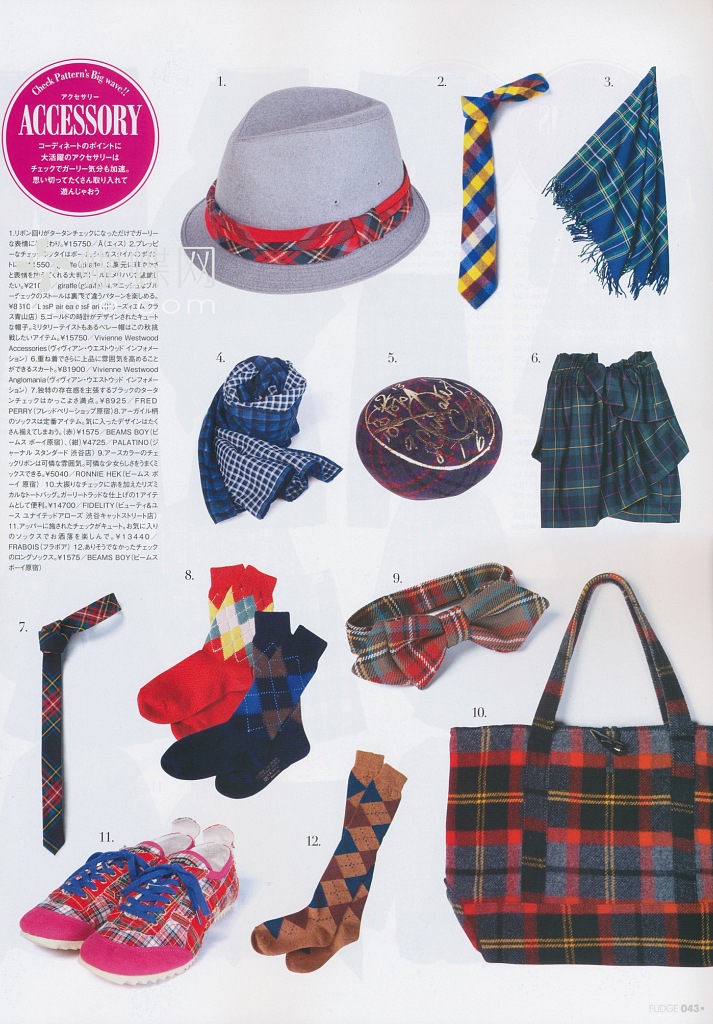 Check Pattern's Big wave!!
アクセサリー
ACCESSORY
コーディネートのポイントに
大活躍のアクセサリーは
チェックでガーリー気分も加速。
思い切ってたくさん取り入れて
遊んじゃおう
1.リボン回りがタータンチェックになっただけでガーリー
な表情に わり。¥15750／Å（エィス）2.プレッピ
ーなチェック タイは
と表情を
たい。¥210 giraffe
ーチェックのストールは裏 で違うパターンを楽しめる。
ス青山店）5.ゴールドの時計がデザインされたキュート
な帽子。ミリタリーテイストもあるベレー帽はこの秋挑
戦したいアイテム。¥15750／Vivienne Westwood
Accessories（ヴィヴィアン・ウエストウッド インフォメー
ション）6.重ね着でさらに上品に雰囲気を高めること
ができるスカート。¥81900／Vivienne Westwood
Anglomania（ヴィヴィアン・ウエストウッド インフォメー
ション）7.独特の存在感を主張するブラックのタータ
ンチェックはかっこよさ満点。¥8925／FRED
PERRY（フレッドペリーショップ原宿）8.アーガイル柄
のソックスは定番アイテム。気に入ったデザインはたく
さん揃えてしまおう。（赤）¥1575／BEAMS BOY（ビ
ームス ボーイ原宿）、（紺）¥4725／PALATINO（ジ
ャーナル スタンダード 渋谷店）9.アースカラーのチェ
ックリボンは可憐な雰囲気。可憐な少女らしさをうまくミ
ックスできる。¥5040／RONNIE HEK（ビームス ボ
ーイ 原宿）10.大振りなチェックに赤を加えたリズミ
カルなトートバッグ。ガーリートラッドな仕上げの1アイテ
ムとして便利。¥14700／FIDELITY（ビューティ&ユ
ース ユナイテッドアローズ 渋谷キャットストリート店）
11.アッパーに施されたチェックがキュート。お気に入り
のソックスでお洒落を楽しんで。¥13440／
FRABOIS（フラボア）12.ありそうでなかったチェック
のロングソックス。¥1575／BEAMS BOY（ビームス
ボーイ原宿）
1.
2.
3.
4.
5.
6.
7.
8.
9.
10.
11.
12.
FUDGE 043